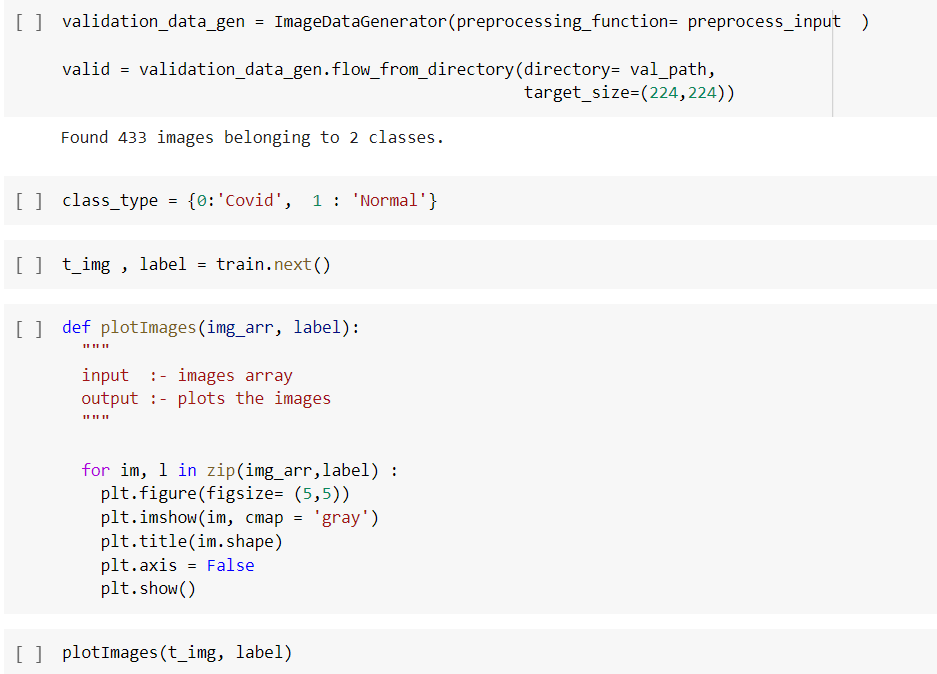 [ ] validation_data_gen = ImageDataGenerator(preprocessing_function= preprocess_input  )
valid = validation_data_gen.flow_from_directory(directory= val_path,
target_size=(224,224))
Found 433 images belonging to 2 classes.
[ ] class_type = {0:'Covid',  1 : 'Normal'}
[ ] t_img , label = train.next()
[ ] def plotImages(img_arr, label):
"""
input  :- images array
output :- plots the images
"""
for im, l in zip(img_arr,label) :
plt.figure(figsize= (5,5))
plt.imshow(im, cmap = 'gray')
plt.title(im.shape)
plt.axis = False
plt.show()
[ ] plotImages(t_img, label)